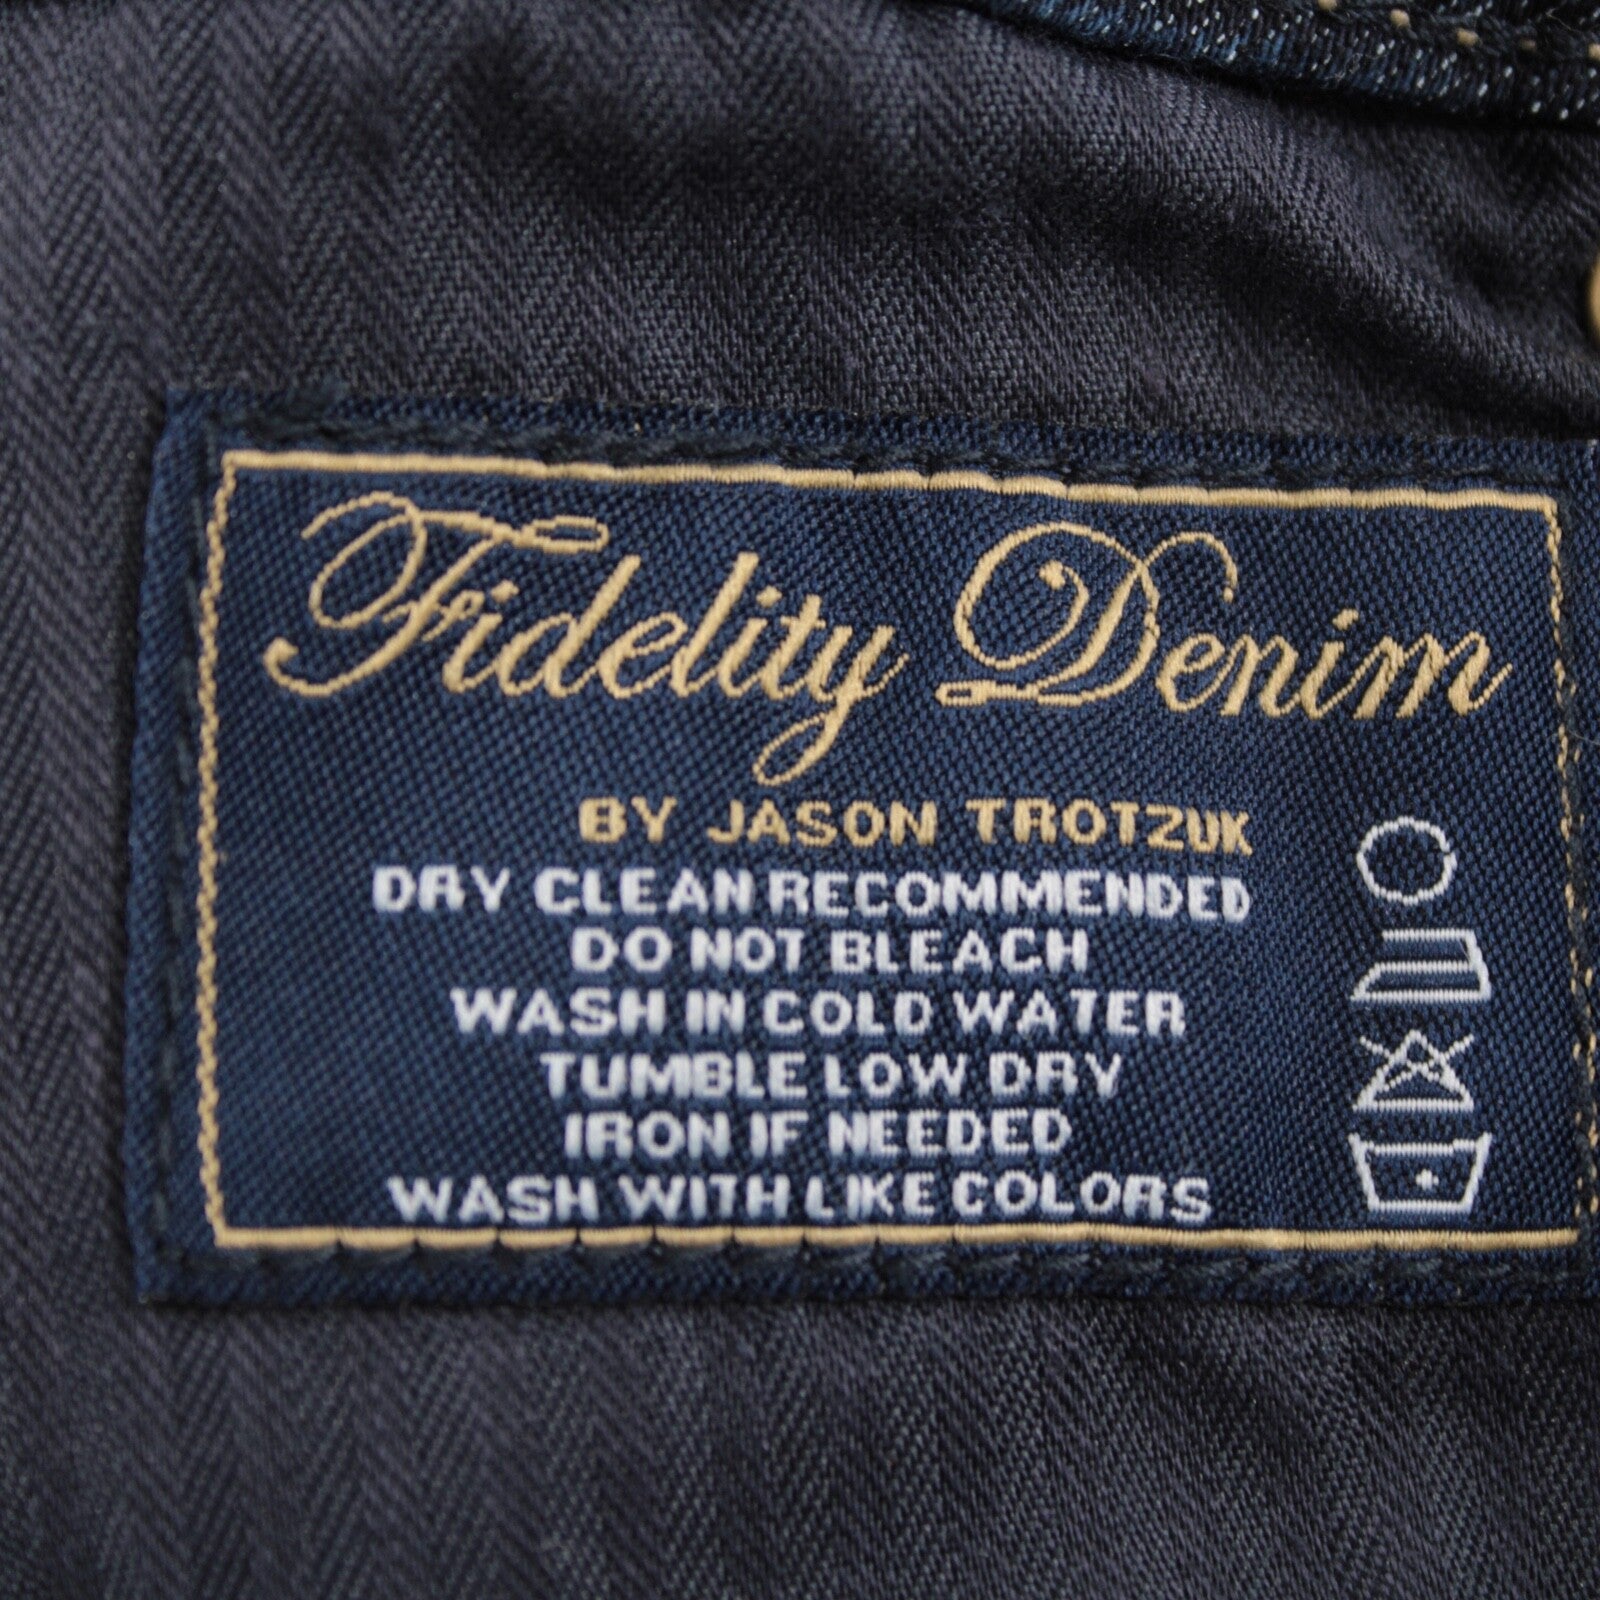 Fidelity Denim
BY JASON TROTZUK
DRY CLEAN RECOMMENDED
DO NOT BLEACH
WASH IN COLD WATER
TUMBLE LOW DRY
IRON IF NEEDED
WASH WITH LIKE COLORS